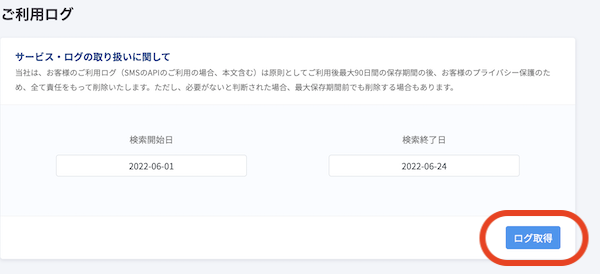 ご利用ログ
サービス・ログの取り扱いに関して
当社は、お客様のご利用ログ（SMSのAPIのご利用の場合、本文含む）は原則としてご利用後最大90日間の保存期間の後、お客様のプライバシー保護のた
め、全て責任をもって削除いたします。ただし、必要がないと判断された場合、最大保存期間前でも削除する場合もあります。
検索開始日 検索終了日
2022-06-01 2022-06-24
ログ取得